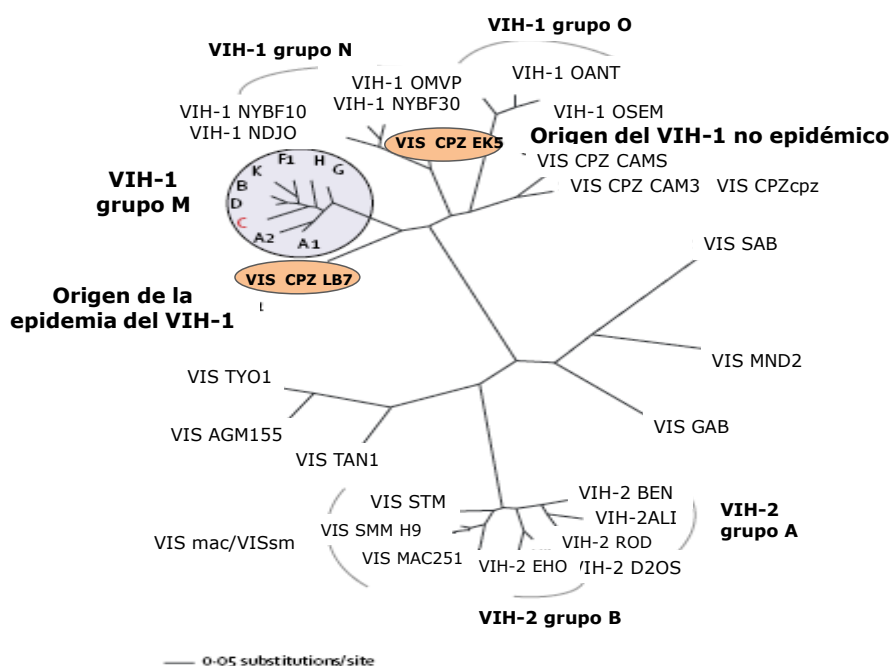 VIH-1 grupo O
VIH-1 grupo N
VIH-1 OANT
VIH-1 OMVP
VIH-1 NYBF30
VIH-1 NYBF10
VIH-1 NDJO
VIH-1 OSEM
VIS CPZ EK5
Origen del VIH-1 no epidémico
VIS CPZ CAMS
VIS CPZ CAM3
VIS CPZcpz
VIH-1
grupo M
F1
H
G
K
B
D
C
A2
A1
VIS SAB
VIS CPZ LB7
Origen de la
epidemia del VIH-1
VIS MND2
VIS TYO1
VIS GAB
VIS AGM155
VIS TAN1
VIS STM
VIH-2 BEN
VIH-2ALI
VIH-2
grupo A
VIS SMM H9
VIS mac/VISsm
VIH-2 ROD
VIS MAC251
VIH-2 EHO
VIH-2 D2OS
VIH-2 grupo B
0·05 substitutions/site